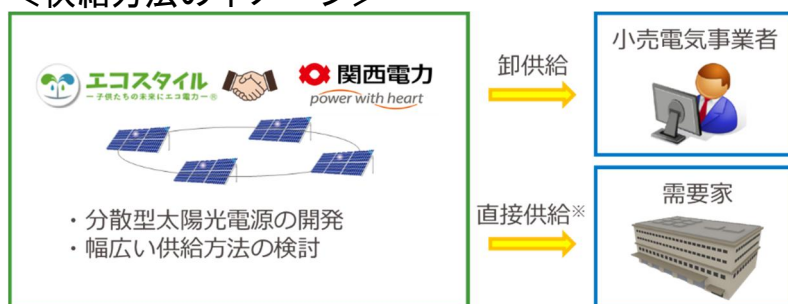 <供給方法のイメージ>
エコスタイル
ー子供たちの未来にエコ電力ー®
関西電力
power with heart
・分散型太陽光電源の開発
・幅広い供給方法の検討
卸供給
直接供給※
小売電気事業者
需要家